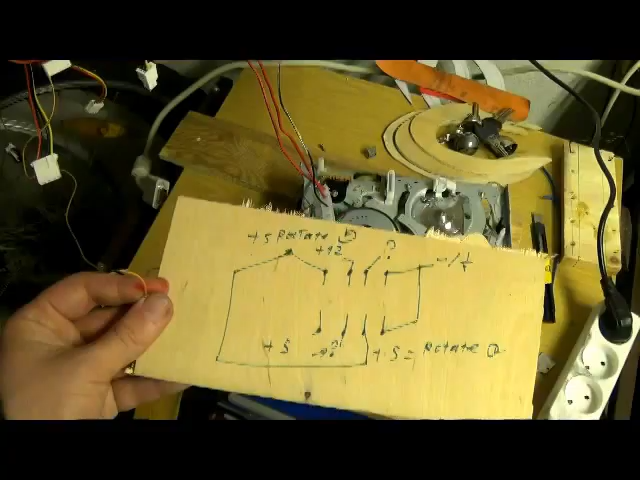 +5 Rotate
+12 ?
-/+
+5 ? +5 = Rotate